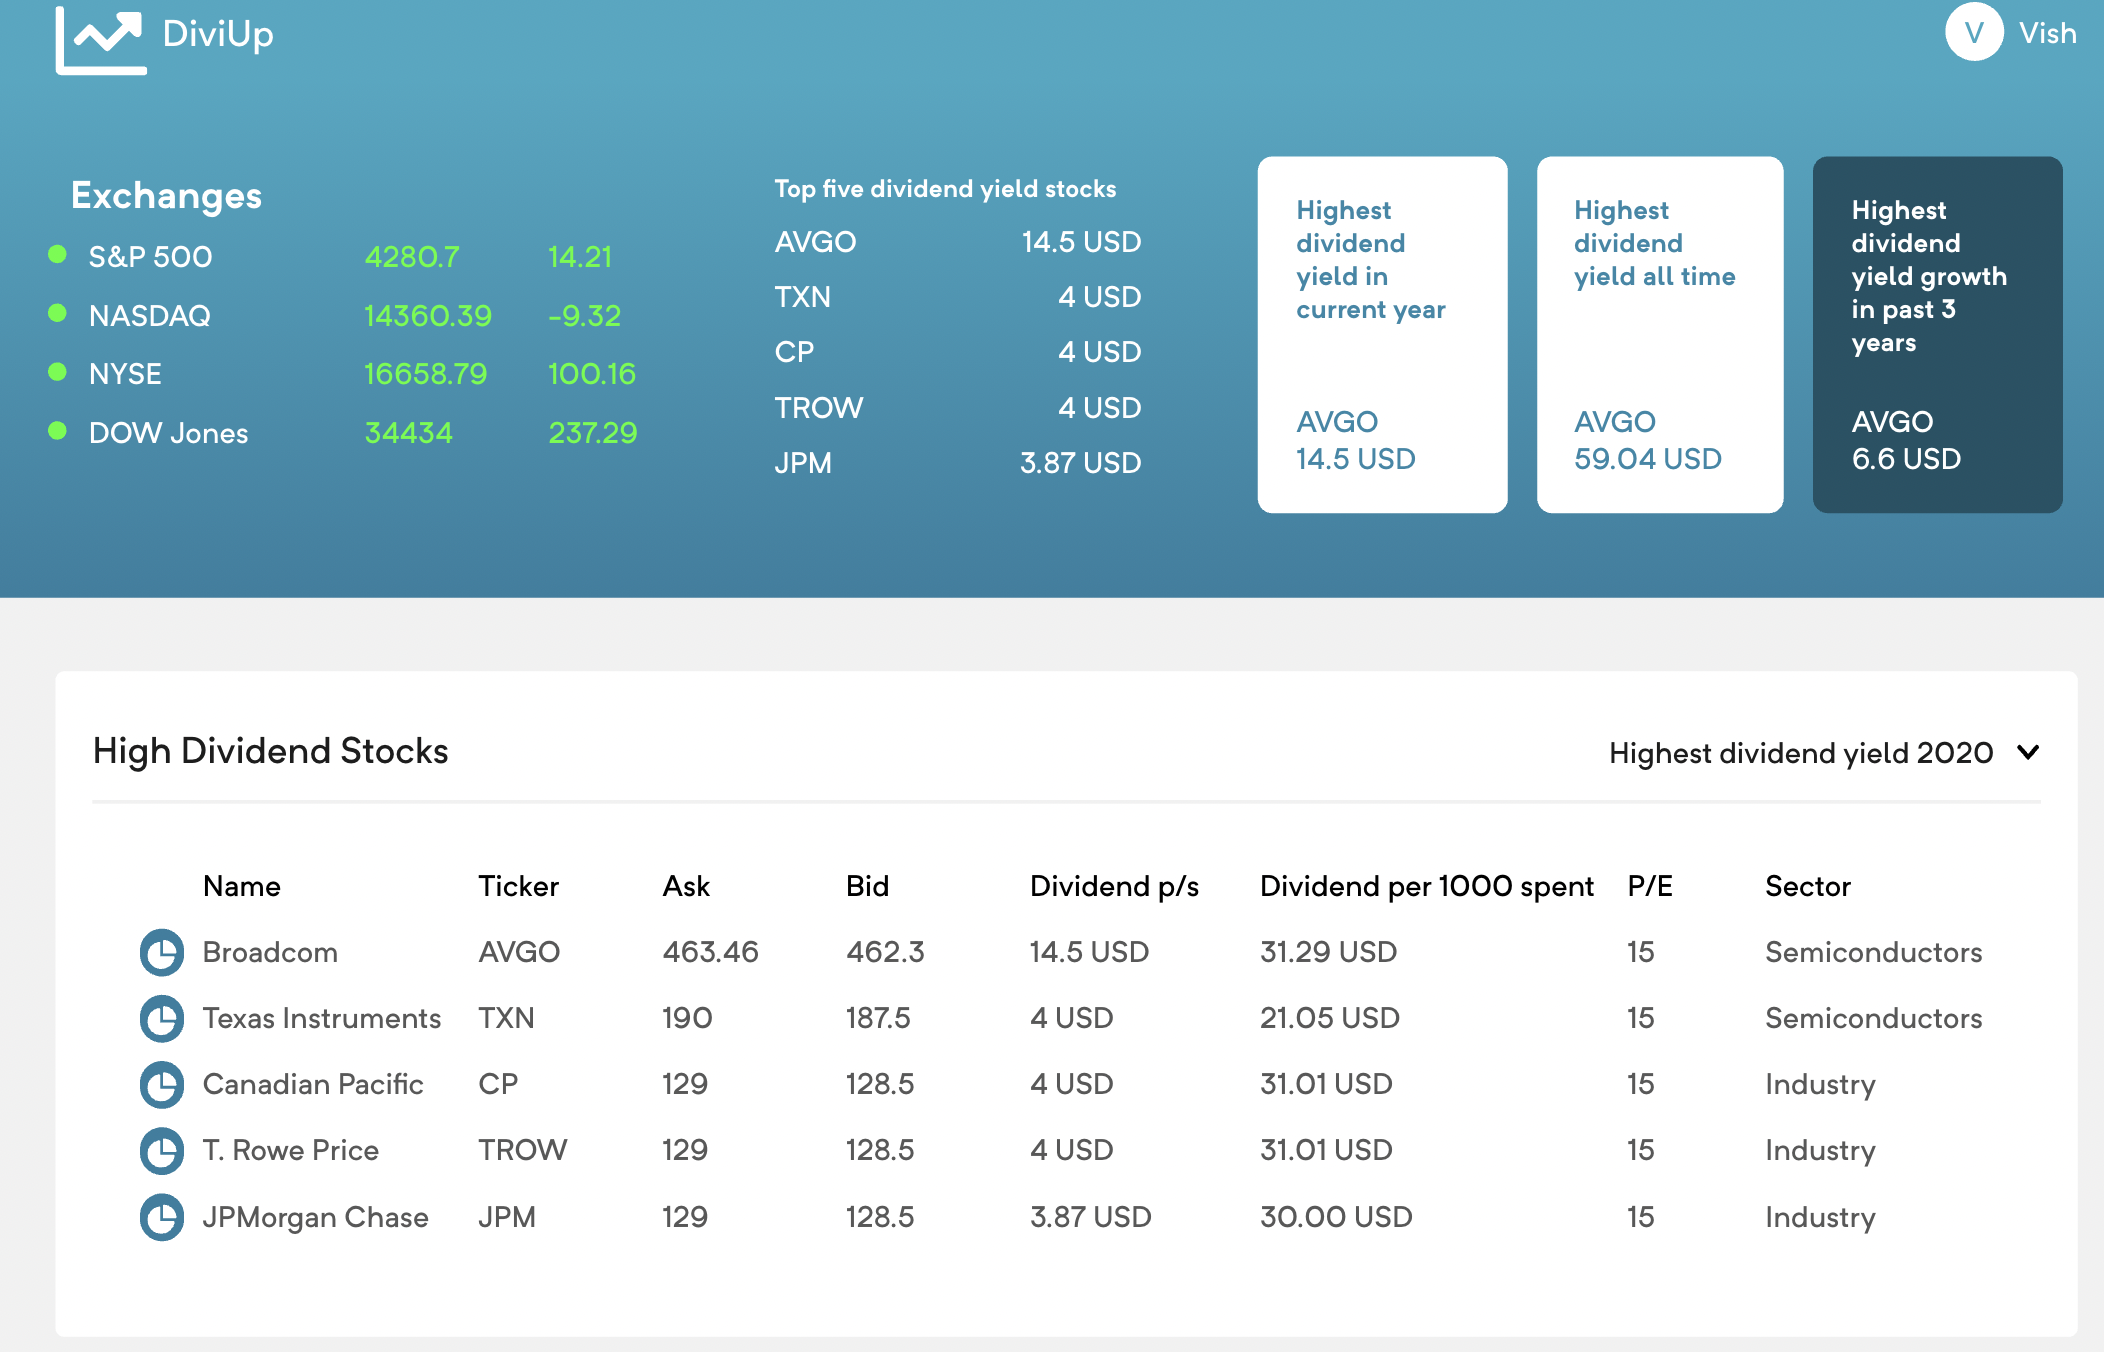 DiviUp
V Vish
Exchanges
S&P 500 4280.7 14.21
NASDAQ 14360.39 -9.32
NYSE 16658.79 100.16
DOW Jones 34434 237.29
Top five dividend yield stocks
AVGO 14.5 USD
TXN 4 USD
CP 4 USD
TROW 4 USD
JPM 3.87 USD
Highest
dividend
yield in
current year
AVGO
14.5 USD
Highest
dividend
yield all time
AVGO
59.04 USD
Highest
dividend
yield growth
in past 3
years
AVGO
6.6 USD
High Dividend Stocks
Highest dividend yield 2020
Name Ticker Ask Bid Dividend p/s Dividend per 1000 spent P/E Sector
Broadcom AVGO 463.46 462.3 14.5 USD 31.29 USD 15 Semiconductors
Texas Instruments TXN 190 187.5 4 USD 21.05 USD 15 Semiconductors
Canadian Pacific CP 129 128.5 4 USD 31.01 USD 15 Industry
T. Rowe Price TROW 129 128.5 4 USD 31.01 USD 15 Industry
JPMorgan Chase JPM 129 128.5 3.87 USD 30.00 USD 15 Industry